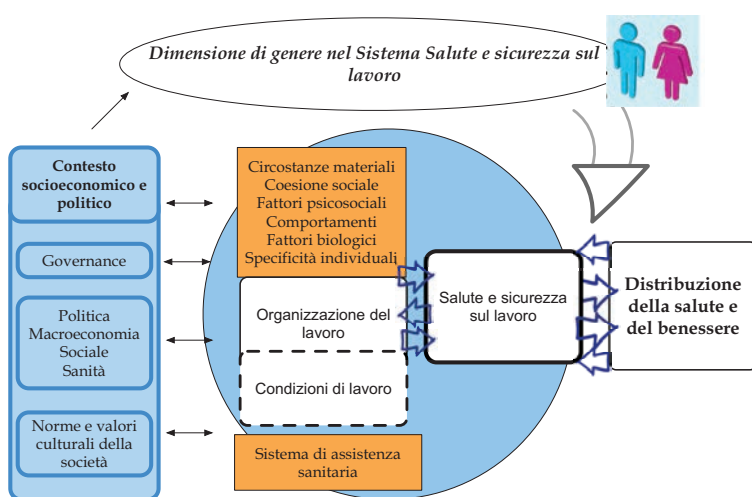 Dimensione di genere nel Sistema Salute e sicurezza sul
lavoro
Contesto
socioeconomico e
politico
Governance
Politica
Macroeconomia
Sociale
Sanità
Norme e valori
culturali della
società
Circostanze materiali
Coesione sociale
Fattori psicosociali
Comportamenti
Fattori biologici
Specificità individuali
Organizzazione del
lavoro
Condizioni di lavoro
Sistema di assistenza
sanitaria
Salute e sicurezza
sul lavoro
Distribuzione
della salute e
del benessere